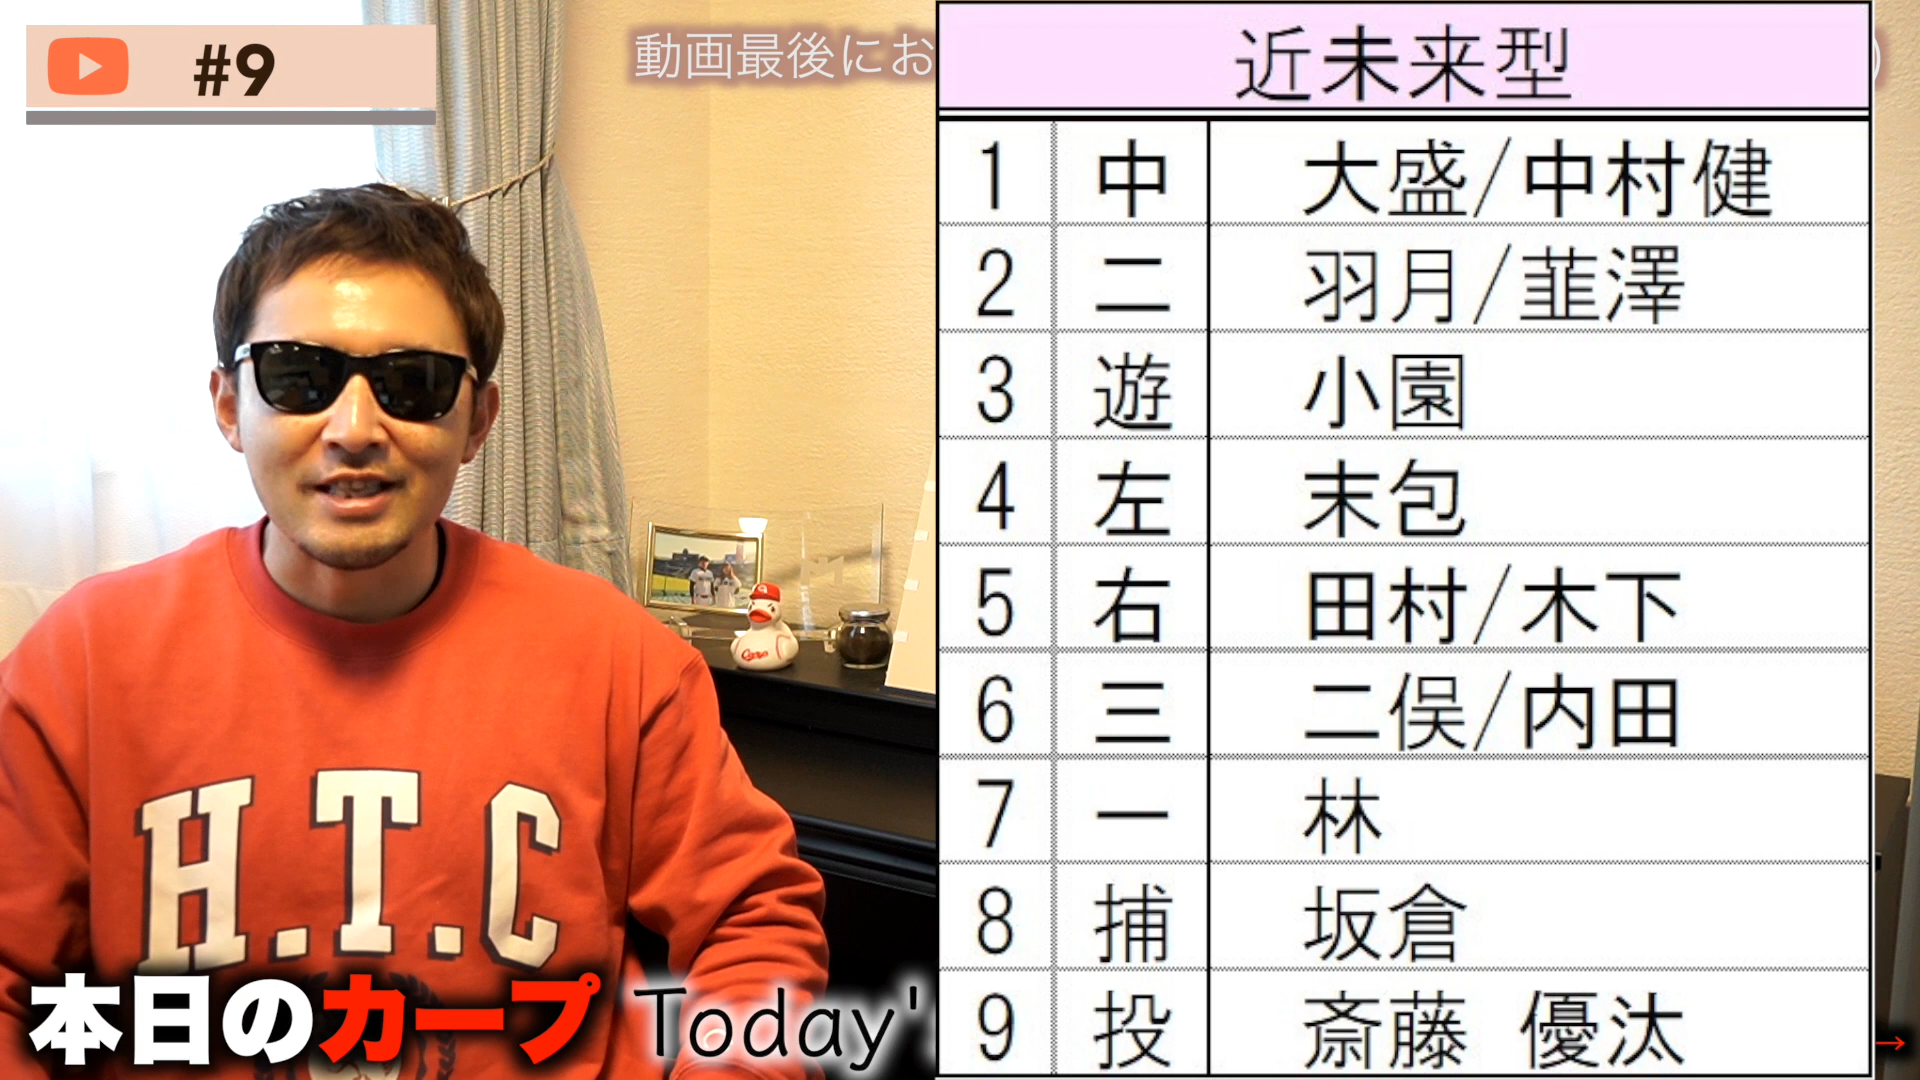 #9
動画最後にお
近未来型
1 中 大盛/中村健
2 二 羽月/韮澤
3 遊 小園
4 左 末包
5 右 田村/木下
6 三 二俣/内田
7 一 林
8 捕 坂倉
9 投 斎藤 優汰
H.T.C
本日のカープ Today'
→